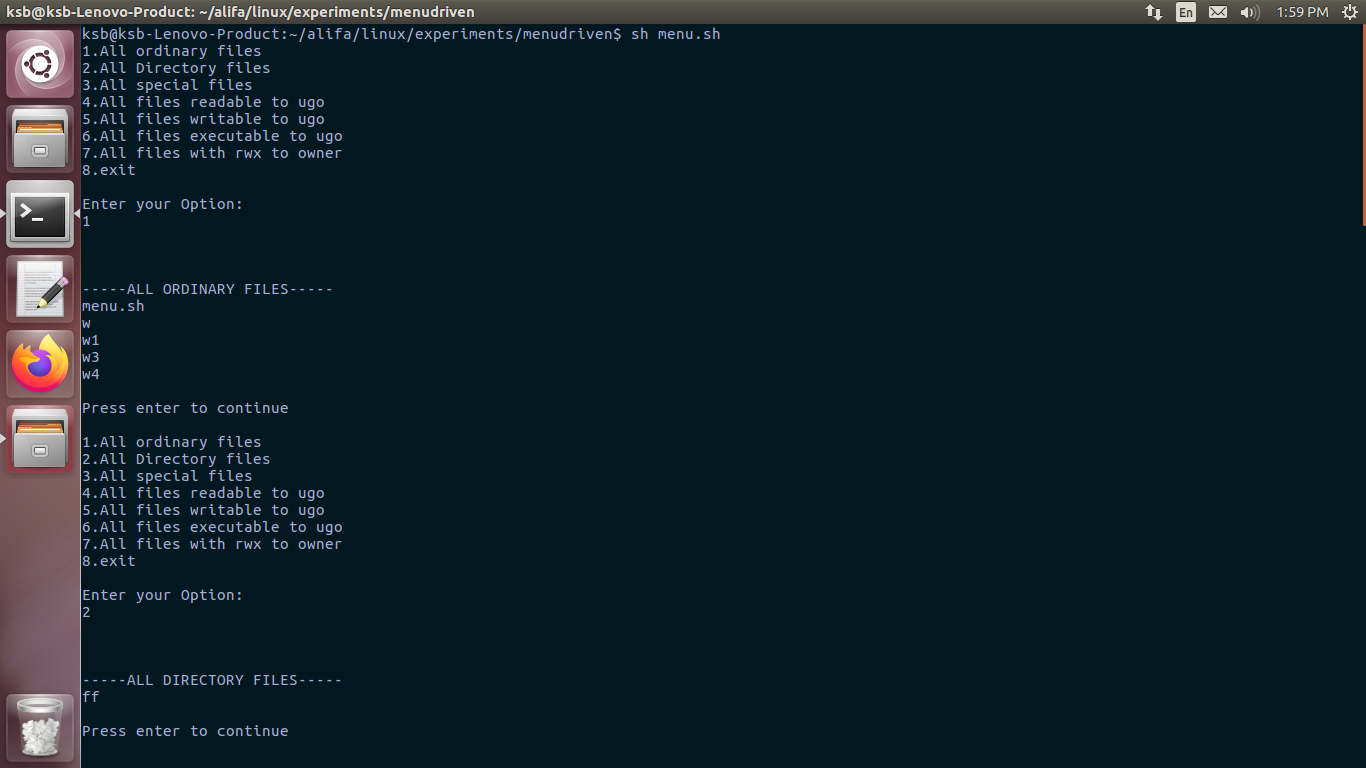 ksb@ksb-Lenovo-Product: ~/alifa/linux/experiments/menudriven
En
1:59 PM
ksb@ksb-Lenovo-Product:~/alifa/linux/experiments/menudriven$ sh menu.sh
1.All ordinary files
2.All Directory files
3.All special files
4.All files readable to ugo
5.All files writable to ugo
6.All files executable to ugo
7.All files with rwx to owner
8.exit
Enter your Option:
1
-----ALL ORDINARY FILES-----
menu.sh
w
w1
w3
w4
Press enter to continue
1.All ordinary files
2.All Directory files
3.All special files
4.All files readable to ugo
5.All files writable to ugo
6.All files executable to ugo
7.All files with rwx to owner
8.exit
Enter your Option:
2
-----ALL DIRECTORY FILES-----
ff
Press enter to continue